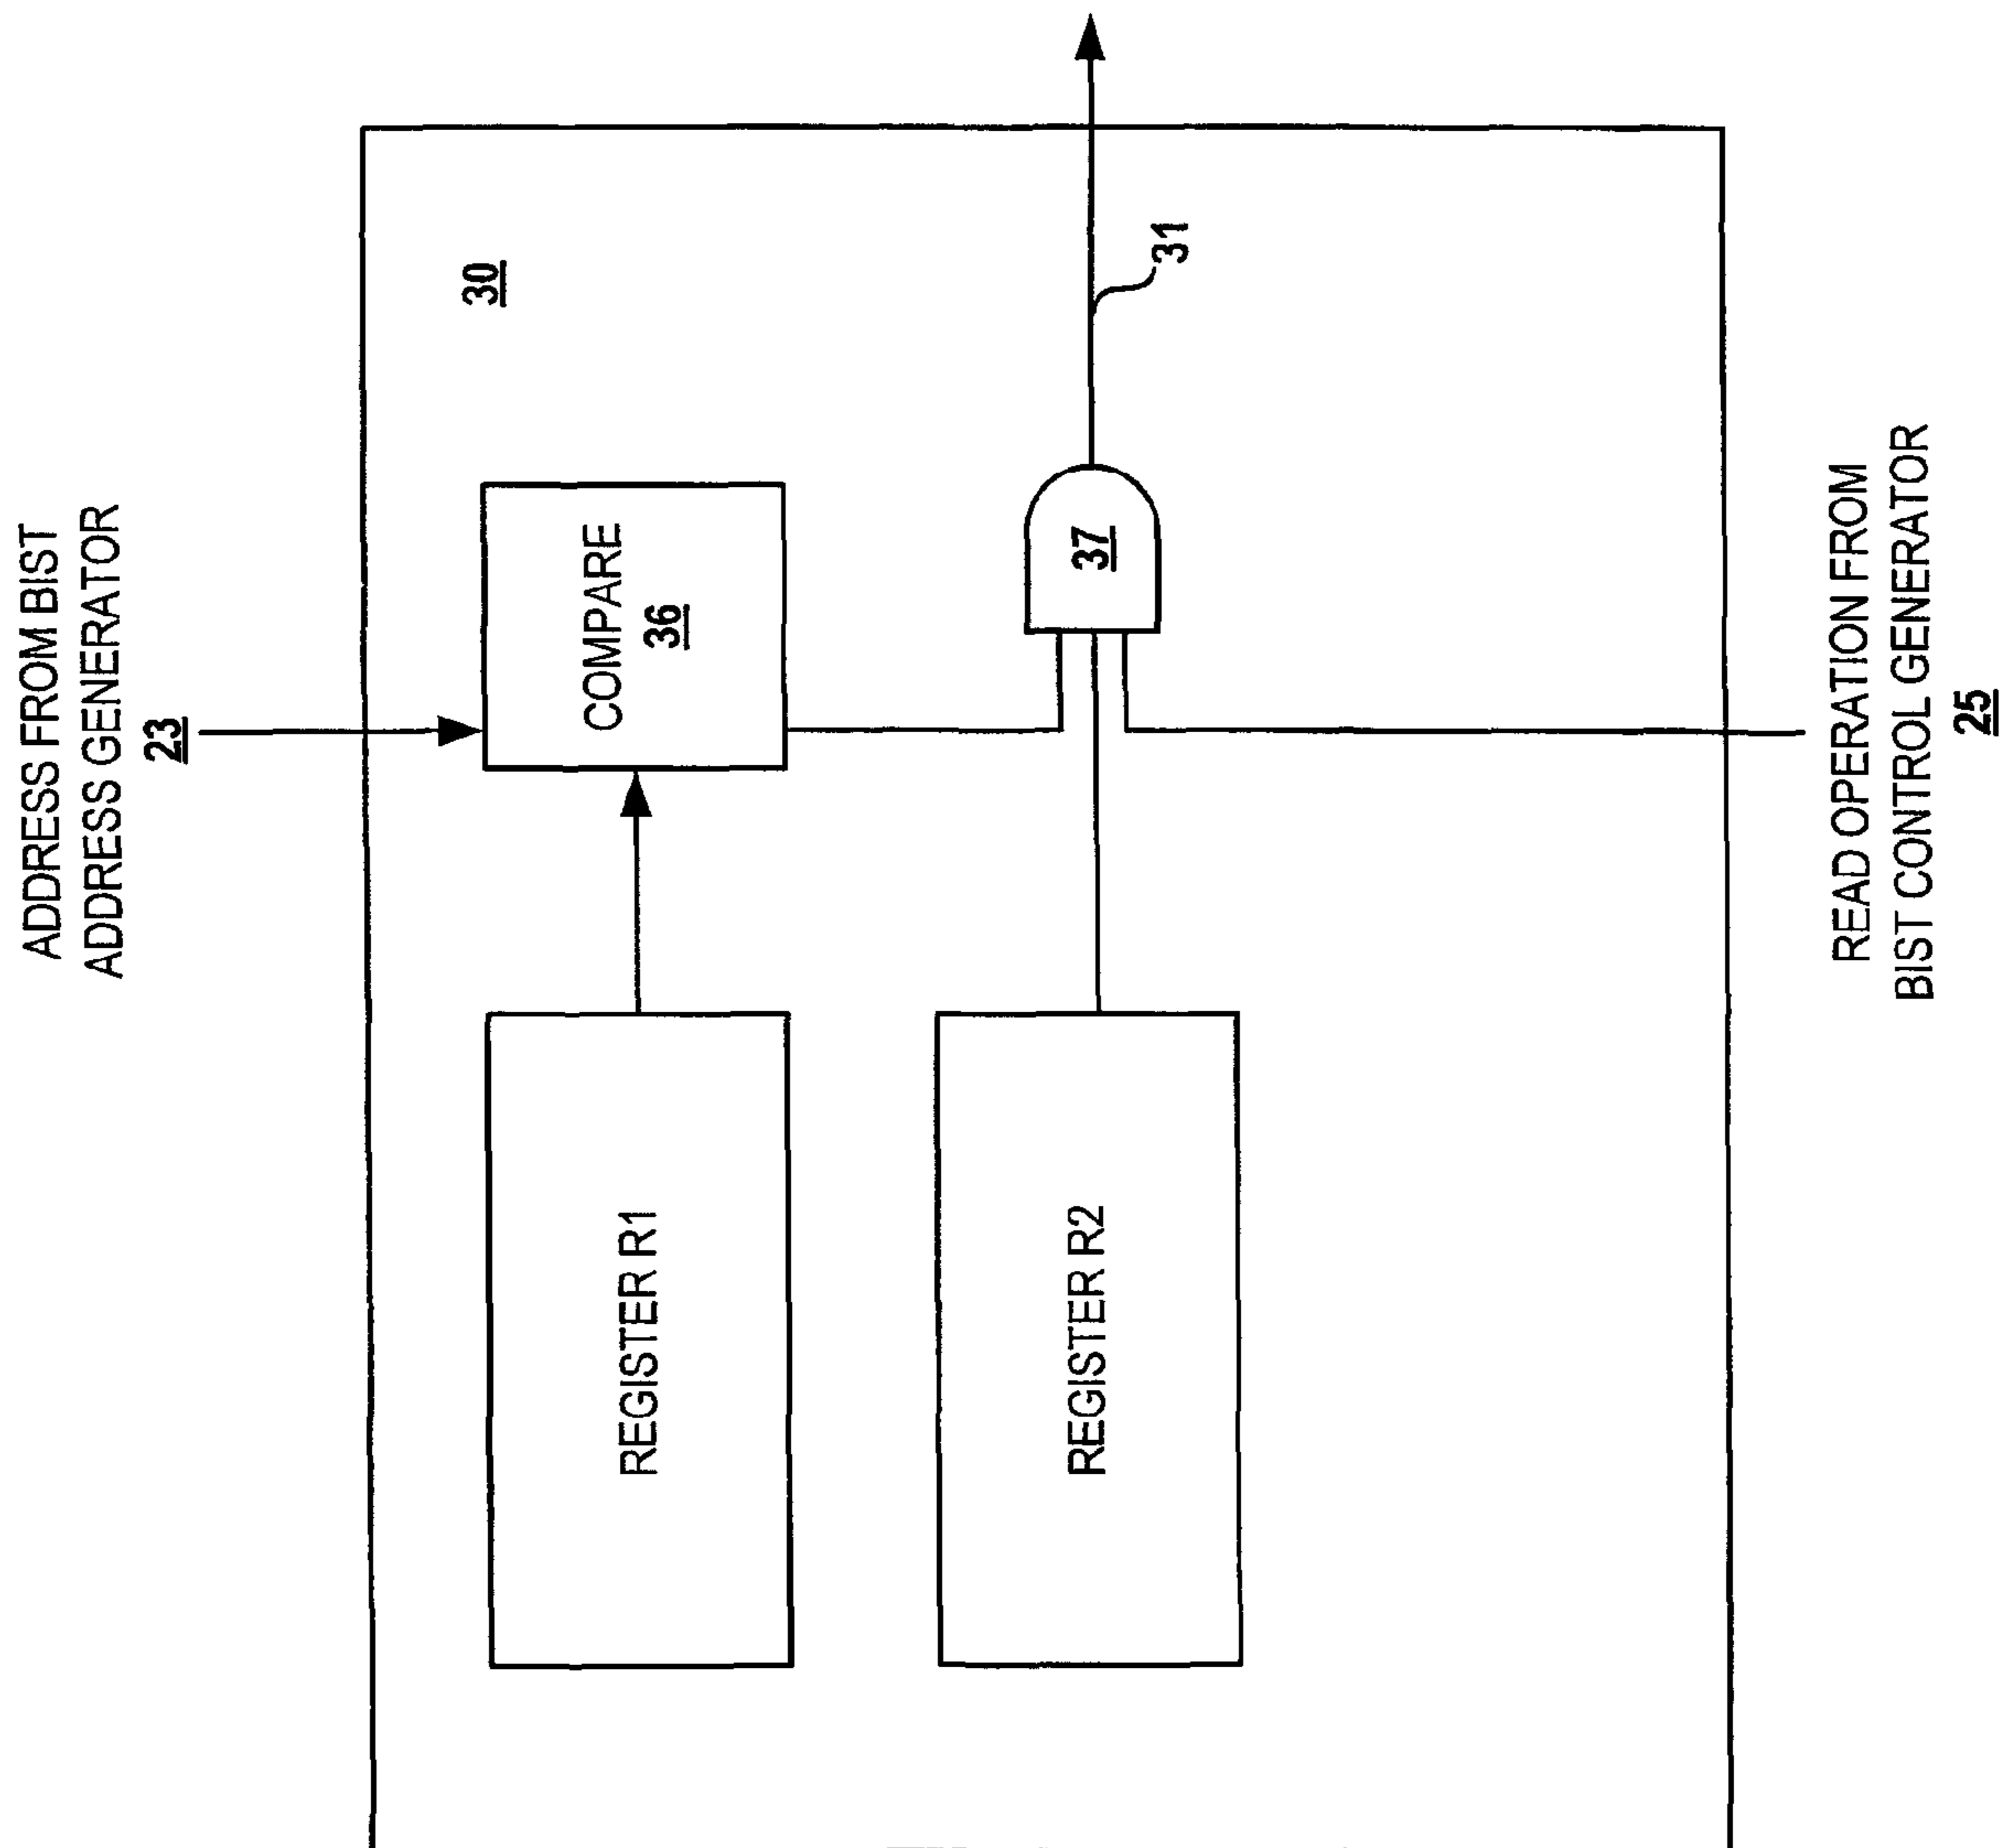 ADDRESS FROM BIST
ADDRESS GENERATOR
23
30
COMPARE
36
REGISTER R1
37
31
REGISTER R2
READ OPERATION FROM
BIST CONTROL GENERATOR
25